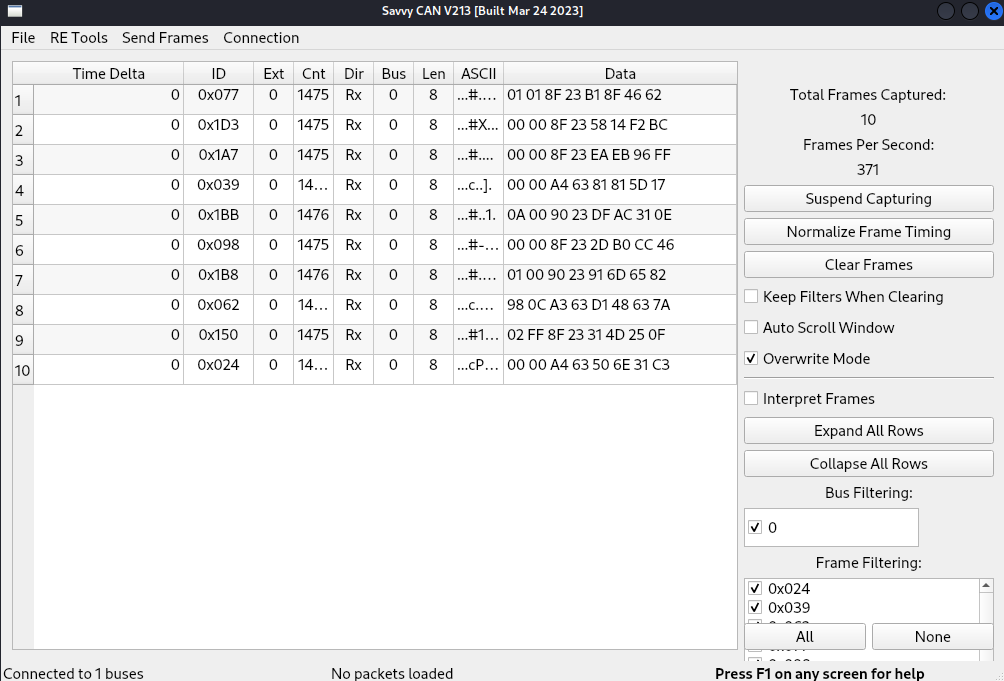 Savvy CAN V213 [Built Mar 24 2023]
File RE Tools Send Frames Connection
Time Delta ID Ext Cnt Dir Bus Len ASCII Data
1 0 0x077 0 1475 Rx 0 8 ...#.... 01 01 8F 23 B1 8F 46 62
2 0 0x1D3 0 1475 Rx 0 8 ...#X... 00 00 8F 23 58 14 F2 BC
3 0 0x1A7 0 1475 Rx 0 8 ...#.... 00 00 8F 23 EA EB 96 FF
4 0 0x039 0 14... Rx 0 8 ...c..]. 00 00 A4 63 81 81 5D 17
5 0 0x1BB 0 1476 Rx 0 8 ...#..1. 0A 00 90 23 DF AC 31 0E
6 0 0x098 0 1475 Rx 0 8 ...#-... 00 00 8F 23 2D B0 CC 46
7 0 0x1B8 0 1476 Rx 0 8 ...#.... 01 00 90 23 91 6D 65 82
8 0 0x062 0 14... Rx 0 8 ...c.... 98 0C A3 63 D1 48 63 7A
9 0 0x150 0 1475 Rx 0 8 ...#1... 02 FF 8F 23 31 4D 25 0F
10 0 0x024 0 14... Rx 0 8 ...cP... 00 00 A4 63 50 6E 31 C3
Total Frames Captured:
10
Frames Per Second:
371
Suspend Capturing
Normalize Frame Timing
Clear Frames
Keep Filters When Clearing
Auto Scroll Window
Overwrite Mode
Interpret Frames
Expand All Rows
Collapse All Rows
Bus Filtering:
0
Frame Filtering:
0x024
0x039
All None
Connected to 1 buses No packets loaded Press F1 on any screen for help